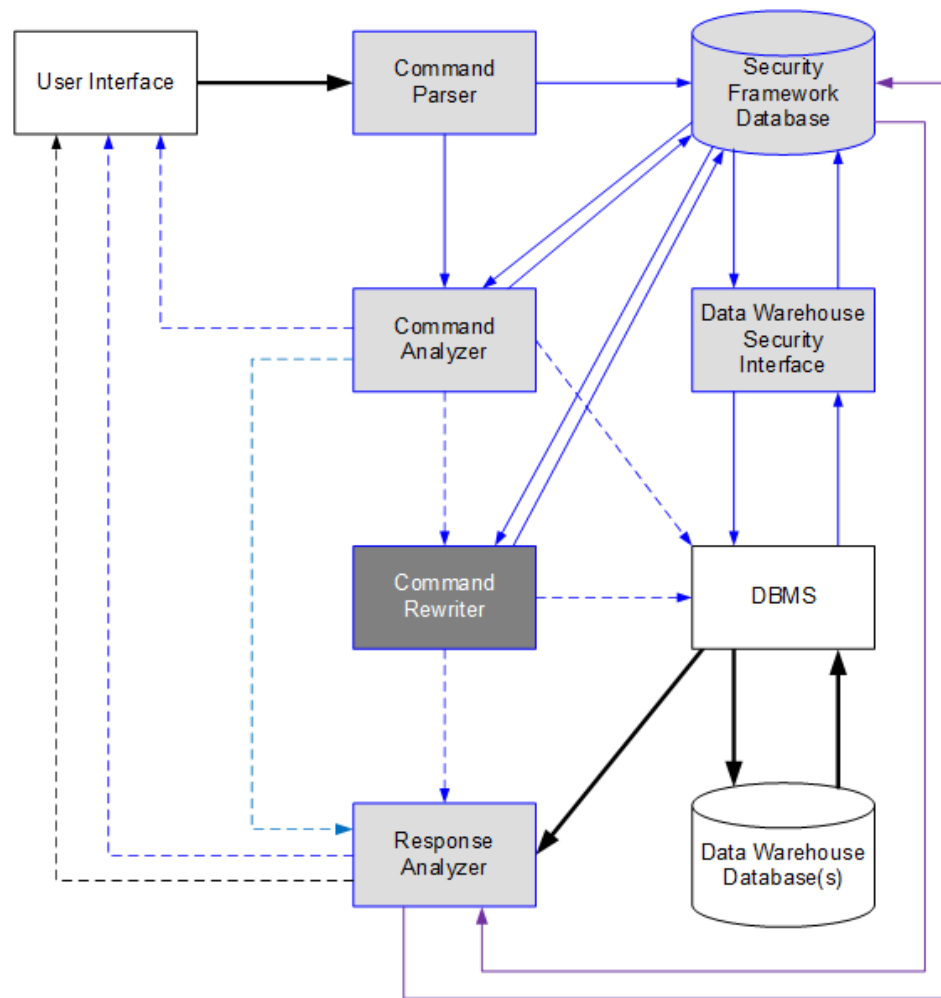 User Interface
Command
Parser
Security
Framework
Database
Command
Analyzer
Data Warehouse
Security
Interface
Command
Rewriter
DBMS
Response
Analyzer
Data Warehouse
Database(s)